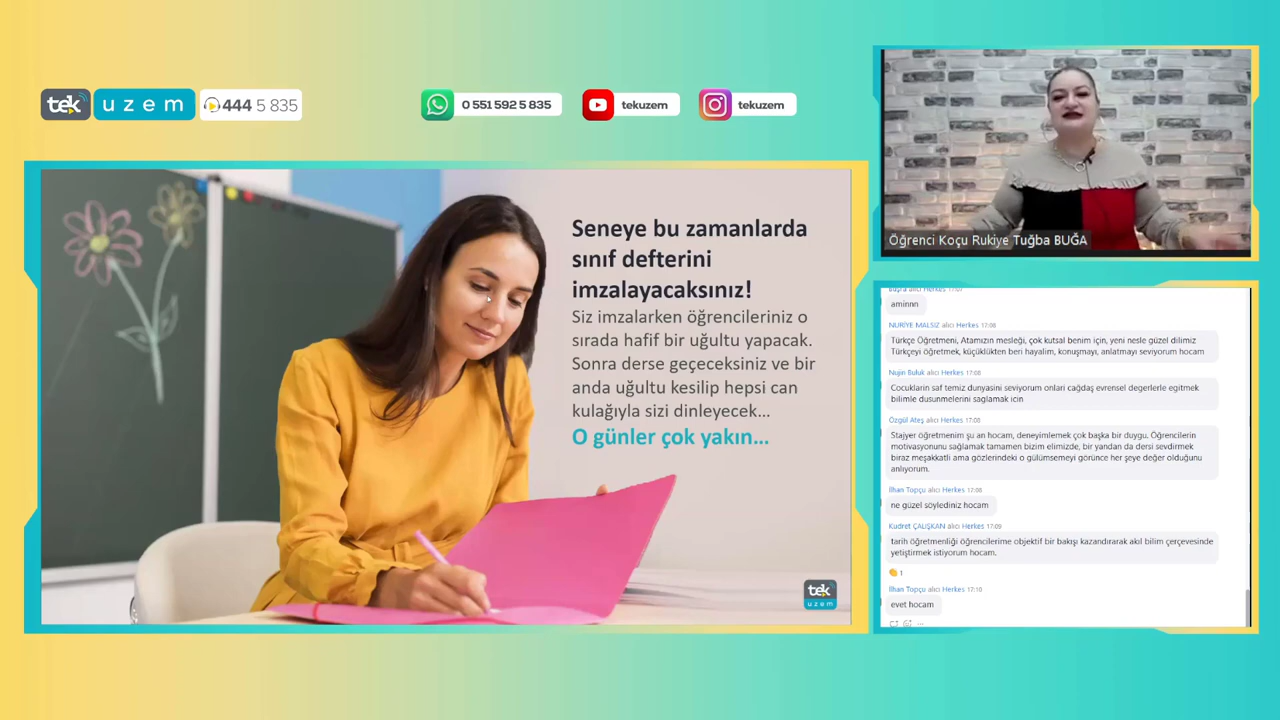 tek uzem 444 5 835
0 551 592 5 835
tekuzem
tekuzem
Seneye bu zamanlarda
sınıf defterini
imzalayacaksınız!
Siz imzalarken öğrencileriniz o
sırada hafif bir uğultu yapacak.
Sonra derse geçeceksiniz ve bir
anda uğultu kesilip hepsi can
kulağıyla sizi dinleyecek...
O günler çok yakın...
tek
uzem
Öğrenci Koçu Rukiye Tuğba BUĞA
Buşra alıcı Herkes 17:07
aminnn
NURİYE MALSIZ alıcı Herkes 17:08
Türkçe Öğretmeni, Atamızın mesleği, çok kutsal benim için, yeni nesle güzel dilimiz
Türkçeyi öğretmek, küçüklükten beri hayalim, konuşmayı, anlatmayı seviyorum hocam
Nujin Buluk alıcı Herkes 17:08
Cocuklarin saf temiz dunyasini seviyorum onlari cağdaş evrensel degerlerle egitmek
bilimle dusunmelerini saglamak icin
Özgül Ateş alıcı Herkes 17:08
Stajyer öğretmenim şu an hocam, deneyimlemek çok başka bir duygu. Öğrencilerin
motivasyonunu sağlamak tamamen bizim elimizde, bir yandan da dersi sevdirmek
biraz meşakkatli ama gözlerindeki o gülümsemeyi görünce her şeye değer olduğunu
anlıyorum.
İlhan Topçu alıcı Herkes 17:08
ne güzel söylediniz hocam
Kudret ÇALIŞKAN alıcı Herkes 17:09
tarih öğretmenliği öğrencilerime objektif bir bakışı kazandırarak akıl bilim çerçevesinde
yetiştirmek istiyorum hocam.
1
İlhan Topçu alıcı Herkes 17:10
evet hocam